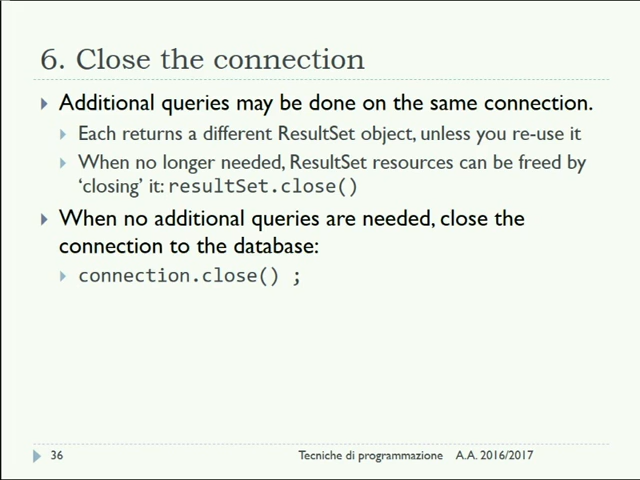 6. Close the connection
Additional queries may be done on the same connection.
Each returns a different ResultSet object, unless you re-use it
When no longer needed, ResultSet resources can be freed by
‘closing’ it: resultSet.close()
When no additional queries are needed, close the
connection to the database:
connection.close() ;
36 Tecniche di programmazione A.A. 2016/2017